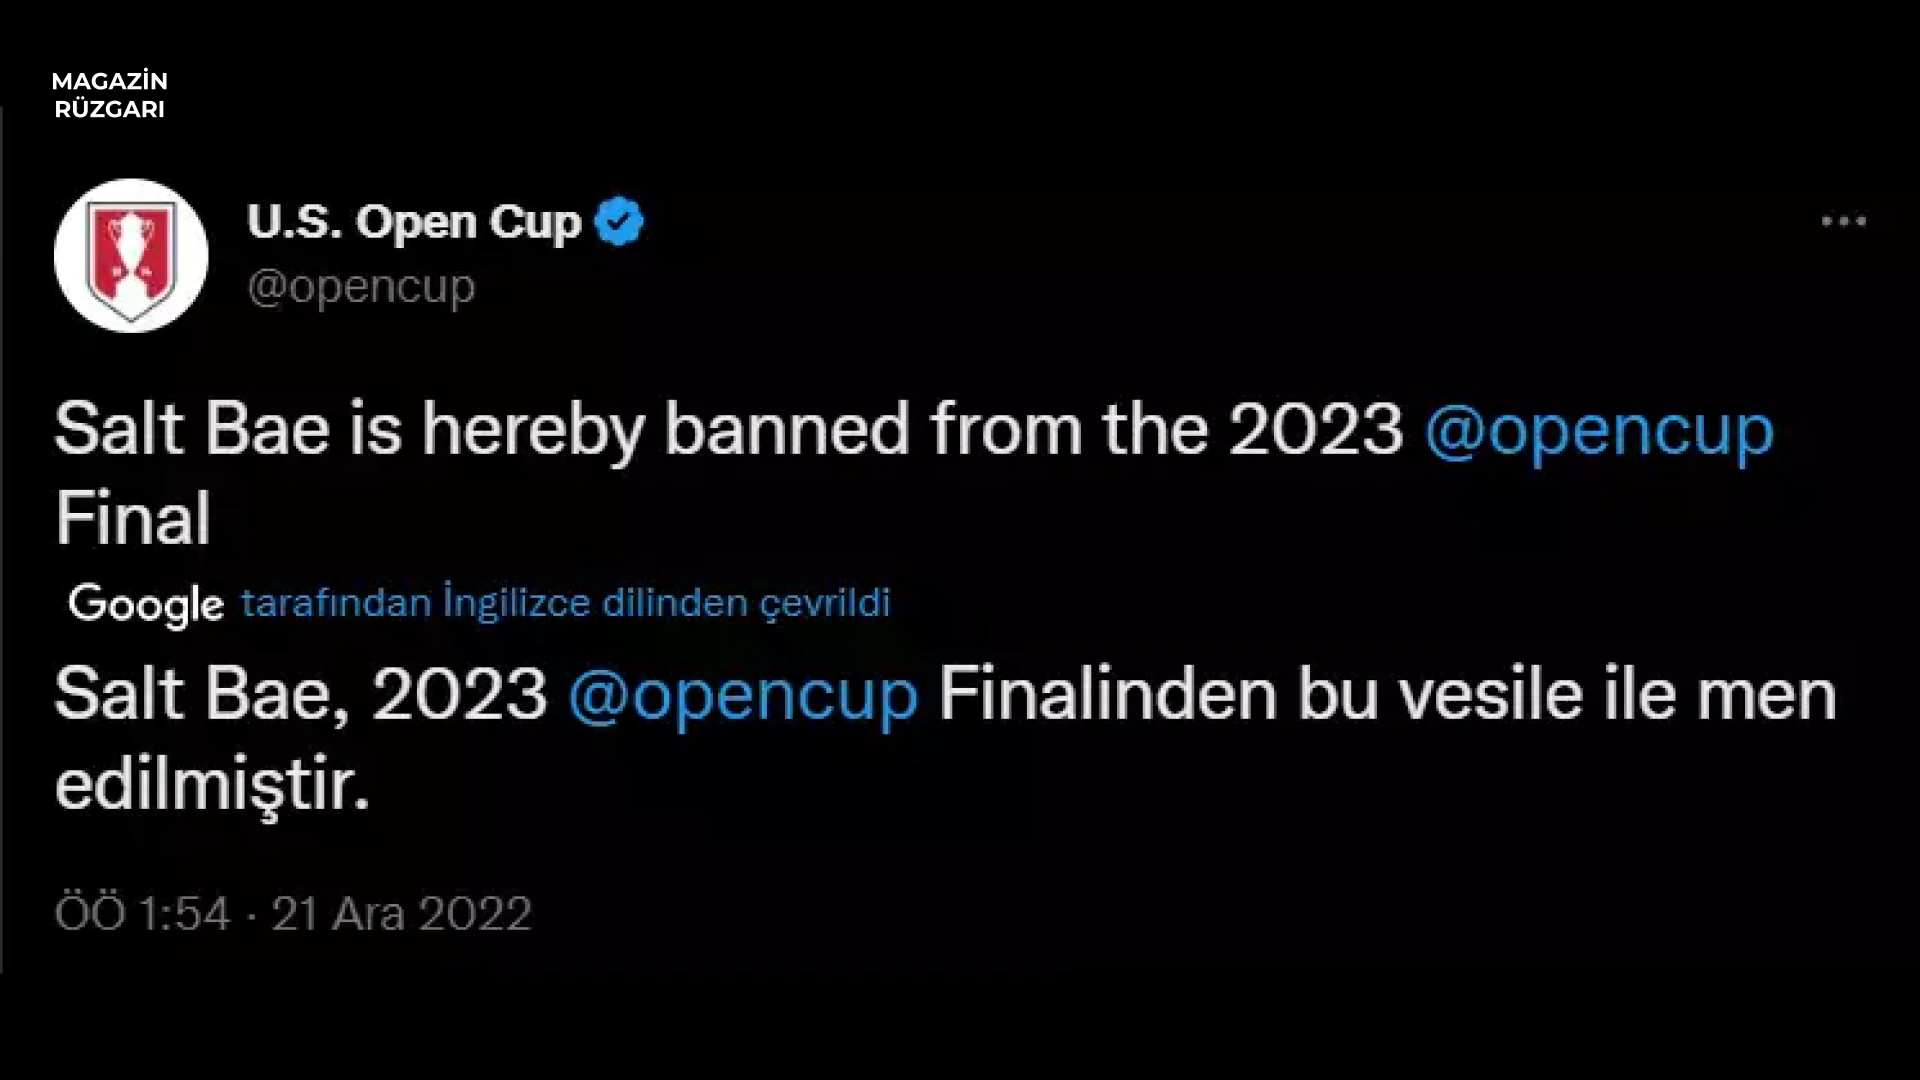 MAGAZİN
RÜZGARI
U.S. Open Cup
@opencup
Salt Bae is hereby banned from the 2023 @opencup
Final
Google tarafından İngilizce dilinden çevrildi
Salt Bae, 2023 @opencup Finalinden bu vesile ile men
edilmiştir.
ÖÖ 1:54 · 21 Ara 2022